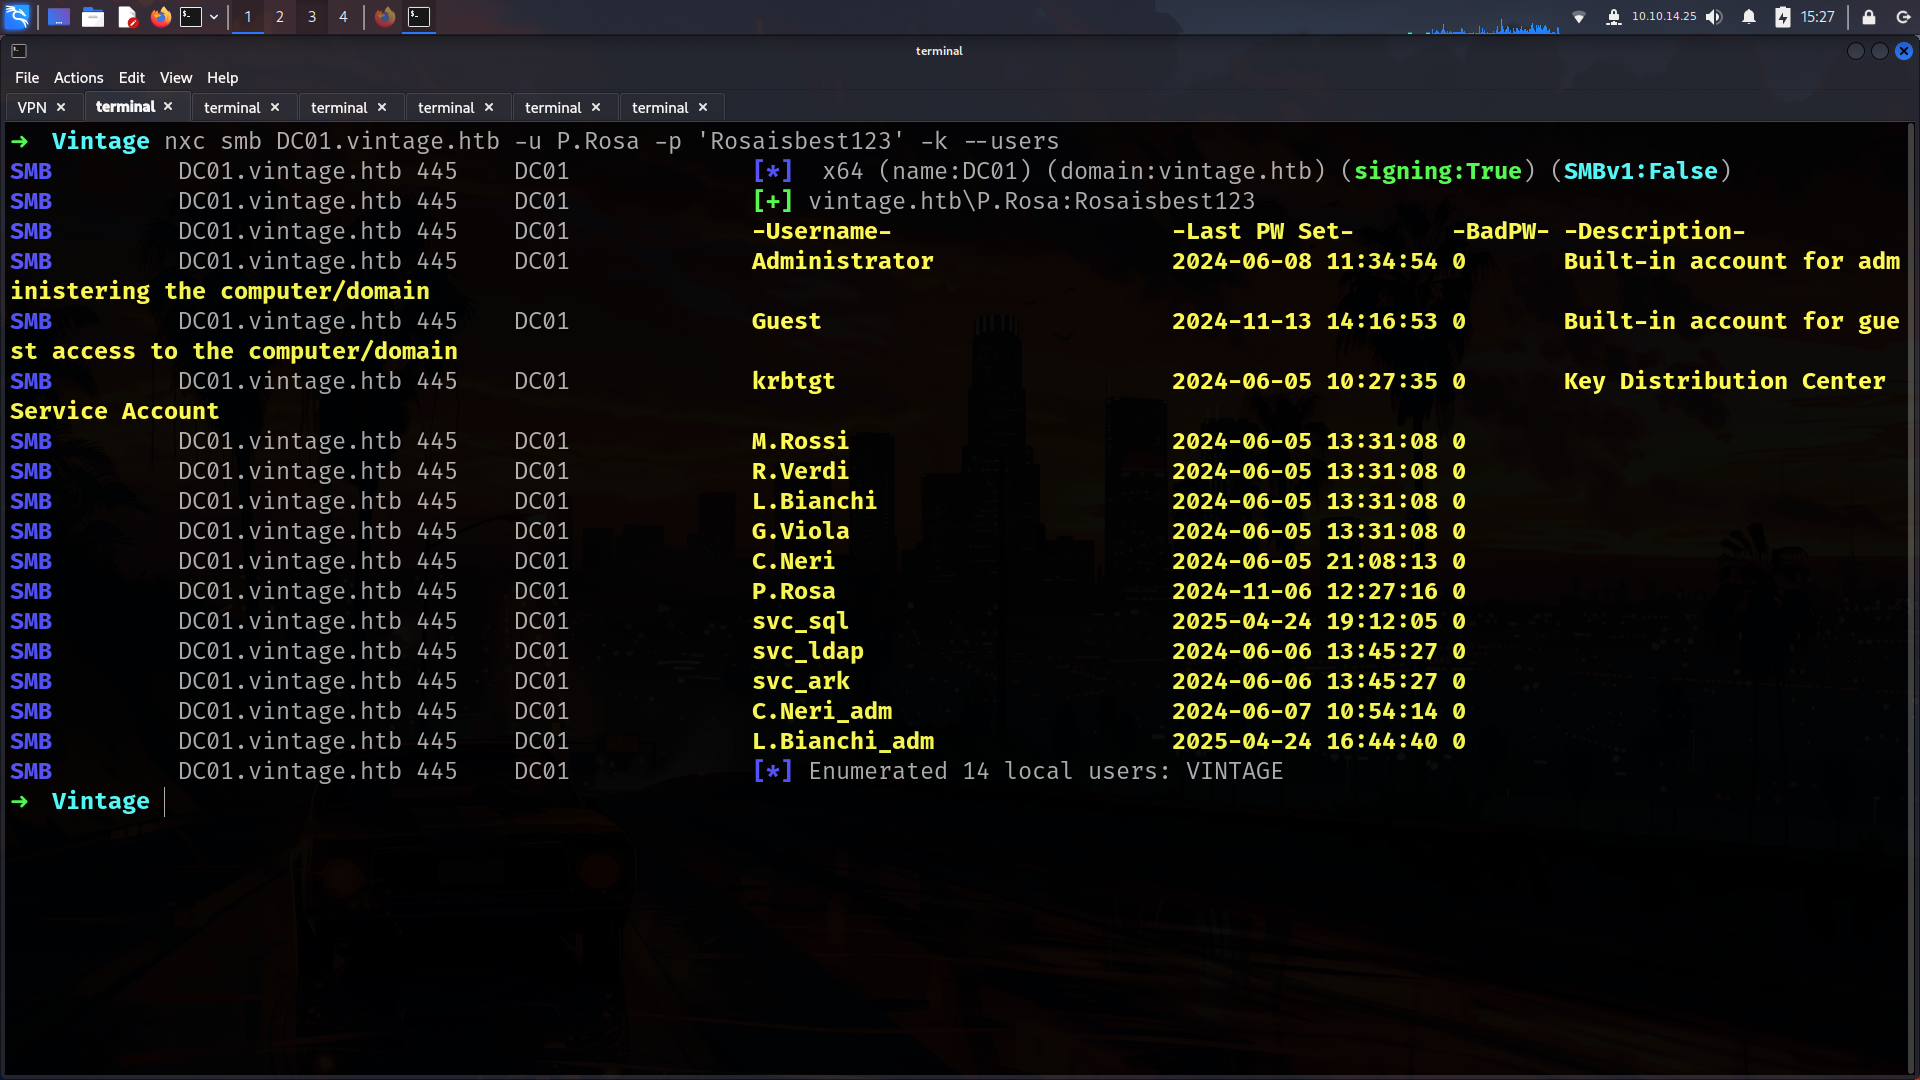 1 2 3 4 10.10.14.25 15:27
terminal
File Actions Edit View Help
VPN × terminal × terminal × terminal × terminal × terminal × terminal ×
→ Vintage nxc smb DC01.vintage.htb -u P.Rosa -p 'Rosaisbest123' -k --users
SMB DC01.vintage.htb 445 DC01 [*] x64 (name:DC01) (domain:vintage.htb) (signing:True) (SMBv1:False)
SMB DC01.vintage.htb 445 DC01 [+] vintage.htb\P.Rosa:Rosaisbest123
SMB DC01.vintage.htb 445 DC01 -Username- -Last PW Set- -BadPW- -Description-
SMB DC01.vintage.htb 445 DC01 Administrator 2024-06-08 11:34:54 0 Built-in account for adm
inistering the computer/domain
SMB DC01.vintage.htb 445 DC01 Guest 2024-11-13 14:16:53 0 Built-in account for gue
st access to the computer/domain
SMB DC01.vintage.htb 445 DC01 krbtgt 2024-06-05 10:27:35 0 Key Distribution Center
Service Account
SMB DC01.vintage.htb 445 DC01 M.Rossi 2024-06-05 13:31:08 0
SMB DC01.vintage.htb 445 DC01 R.Verdi 2024-06-05 13:31:08 0
SMB DC01.vintage.htb 445 DC01 L.Bianchi 2024-06-05 13:31:08 0
SMB DC01.vintage.htb 445 DC01 G.Viola 2024-06-05 13:31:08 0
SMB DC01.vintage.htb 445 DC01 C.Neri 2024-06-05 21:08:13 0
SMB DC01.vintage.htb 445 DC01 P.Rosa 2024-11-06 12:27:16 0
SMB DC01.vintage.htb 445 DC01 svc_sql 2025-04-24 19:12:05 0
SMB DC01.vintage.htb 445 DC01 svc_ldap 2024-06-06 13:45:27 0
SMB DC01.vintage.htb 445 DC01 svc_ark 2024-06-06 13:45:27 0
SMB DC01.vintage.htb 445 DC01 C.Neri_adm 2024-06-07 10:54:14 0
SMB DC01.vintage.htb 445 DC01 L.Bianchi_adm 2025-04-24 16:44:40 0
SMB DC01.vintage.htb 445 DC01 [*] Enumerated 14 local users: VINTAGE
→ Vintage